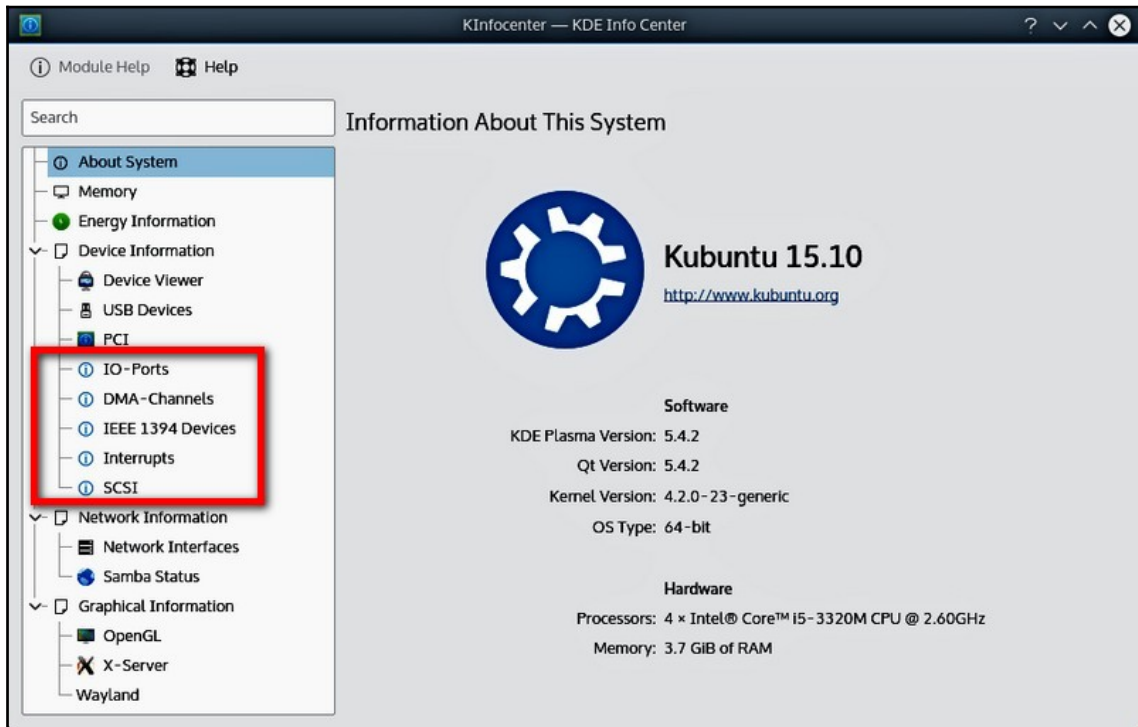 KInfocenter — KDE Info Center
Module Help
Help
Search
About System
Memory
Energy Information
Device Information
Device Viewer
USB Devices
PCI
IO-Ports
DMA-Channels
IEEE 1394 Devices
Interrupts
SCSI
Network Information
Network Interfaces
Samba Status
Graphical Information
OpenGL
X-Server
Wayland
Information About This System
Kubuntu 15.10
http://www.kubuntu.org
Software
KDE Plasma Version: 5.4.2
Qt Version: 5.4.2
Kernel Version: 4.2.0-23-generic
OS Type: 64-bit
Hardware
Processors: 4 × Intel® Core™ i5-3320M CPU @ 2.60GHz
Memory: 3.7 GiB of RAM